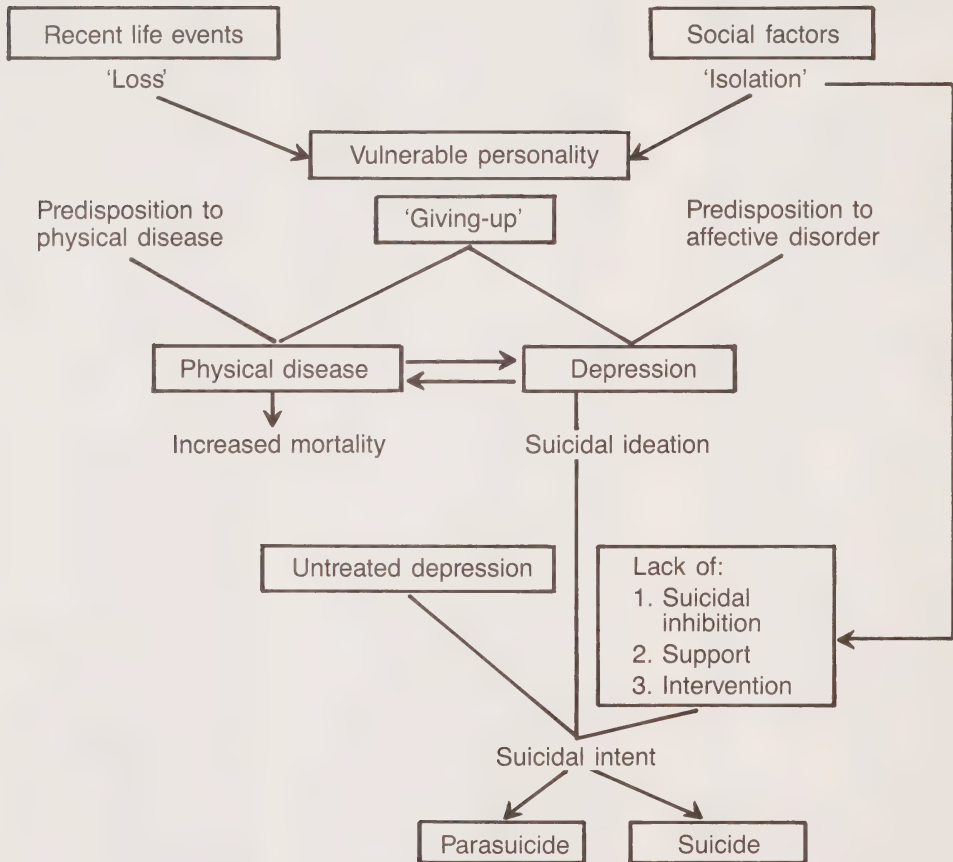 Recent life events
Social factors
‘Loss’
‘Isolation’
Vulnerable personality
Predisposition to
physical disease
‘Giving-up’
Predisposition to
affective disorder
Physical disease
Depression
Increased mortality
Suicidal ideation
Untreated depression
Lack of:
1. Suicidal
inhibition
2. Support
3. Intervention
Suicidal intent
Parasuicide
Suicide